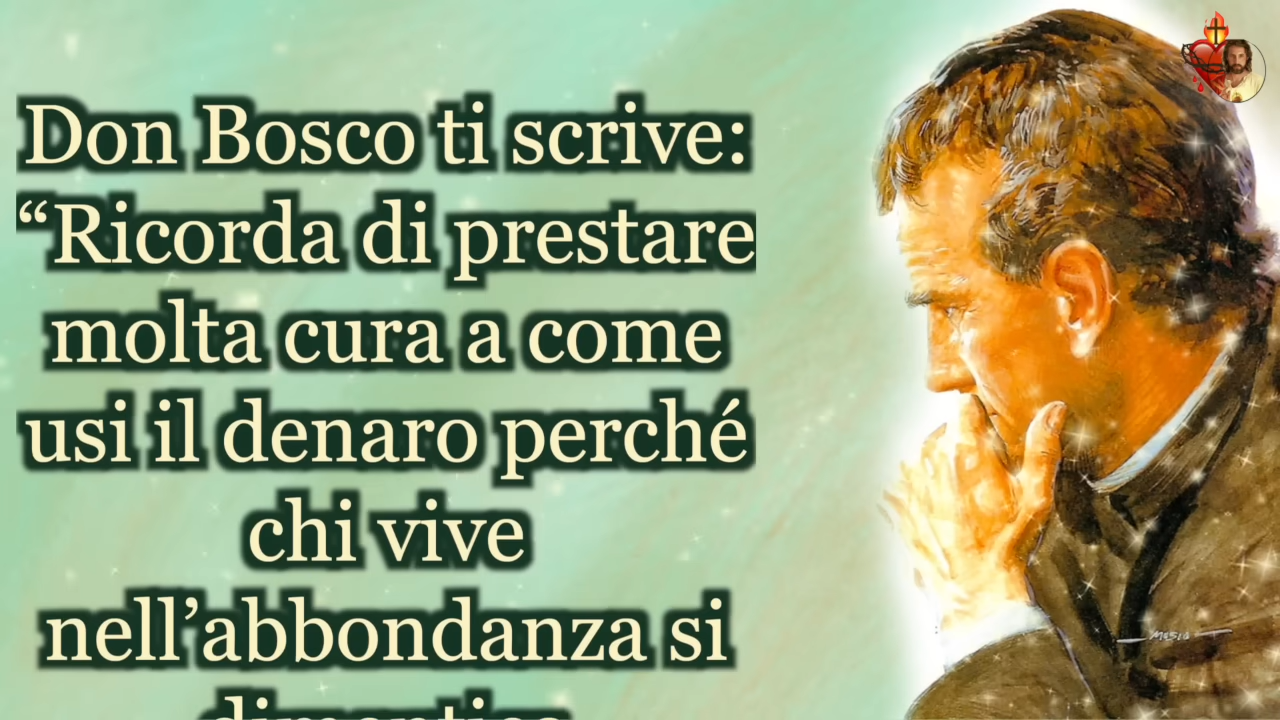 Don Bosco ti scrive:
“Ricorda di prestare
molta cura a come
usi il denaro perché
chi vive
nell’abbondanza si
dimentica